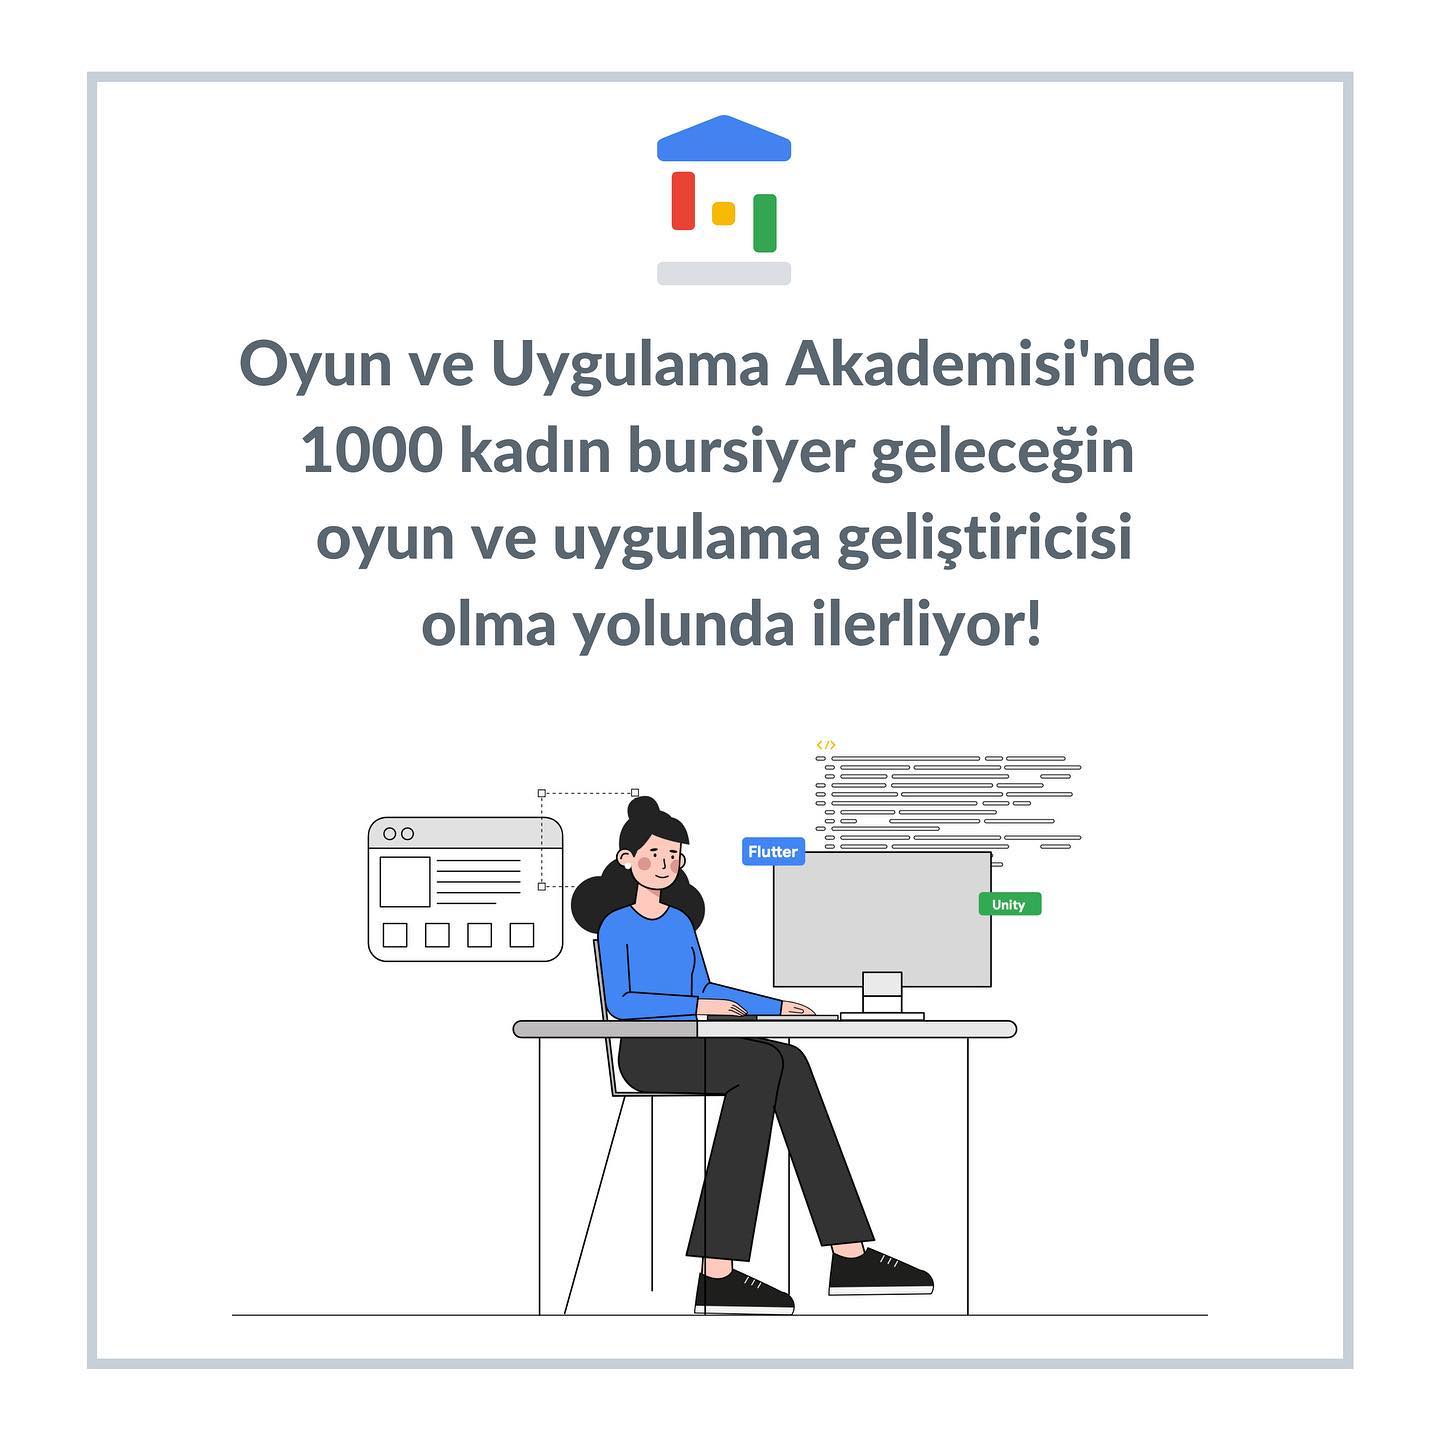 Oyun ve Uygulama Akademisi'nde
1000 kadın bursiyer geleceğin
oyun ve uygulama geliştiricisi
olma yolunda ilerliyor!
</>
Flutter
Unity